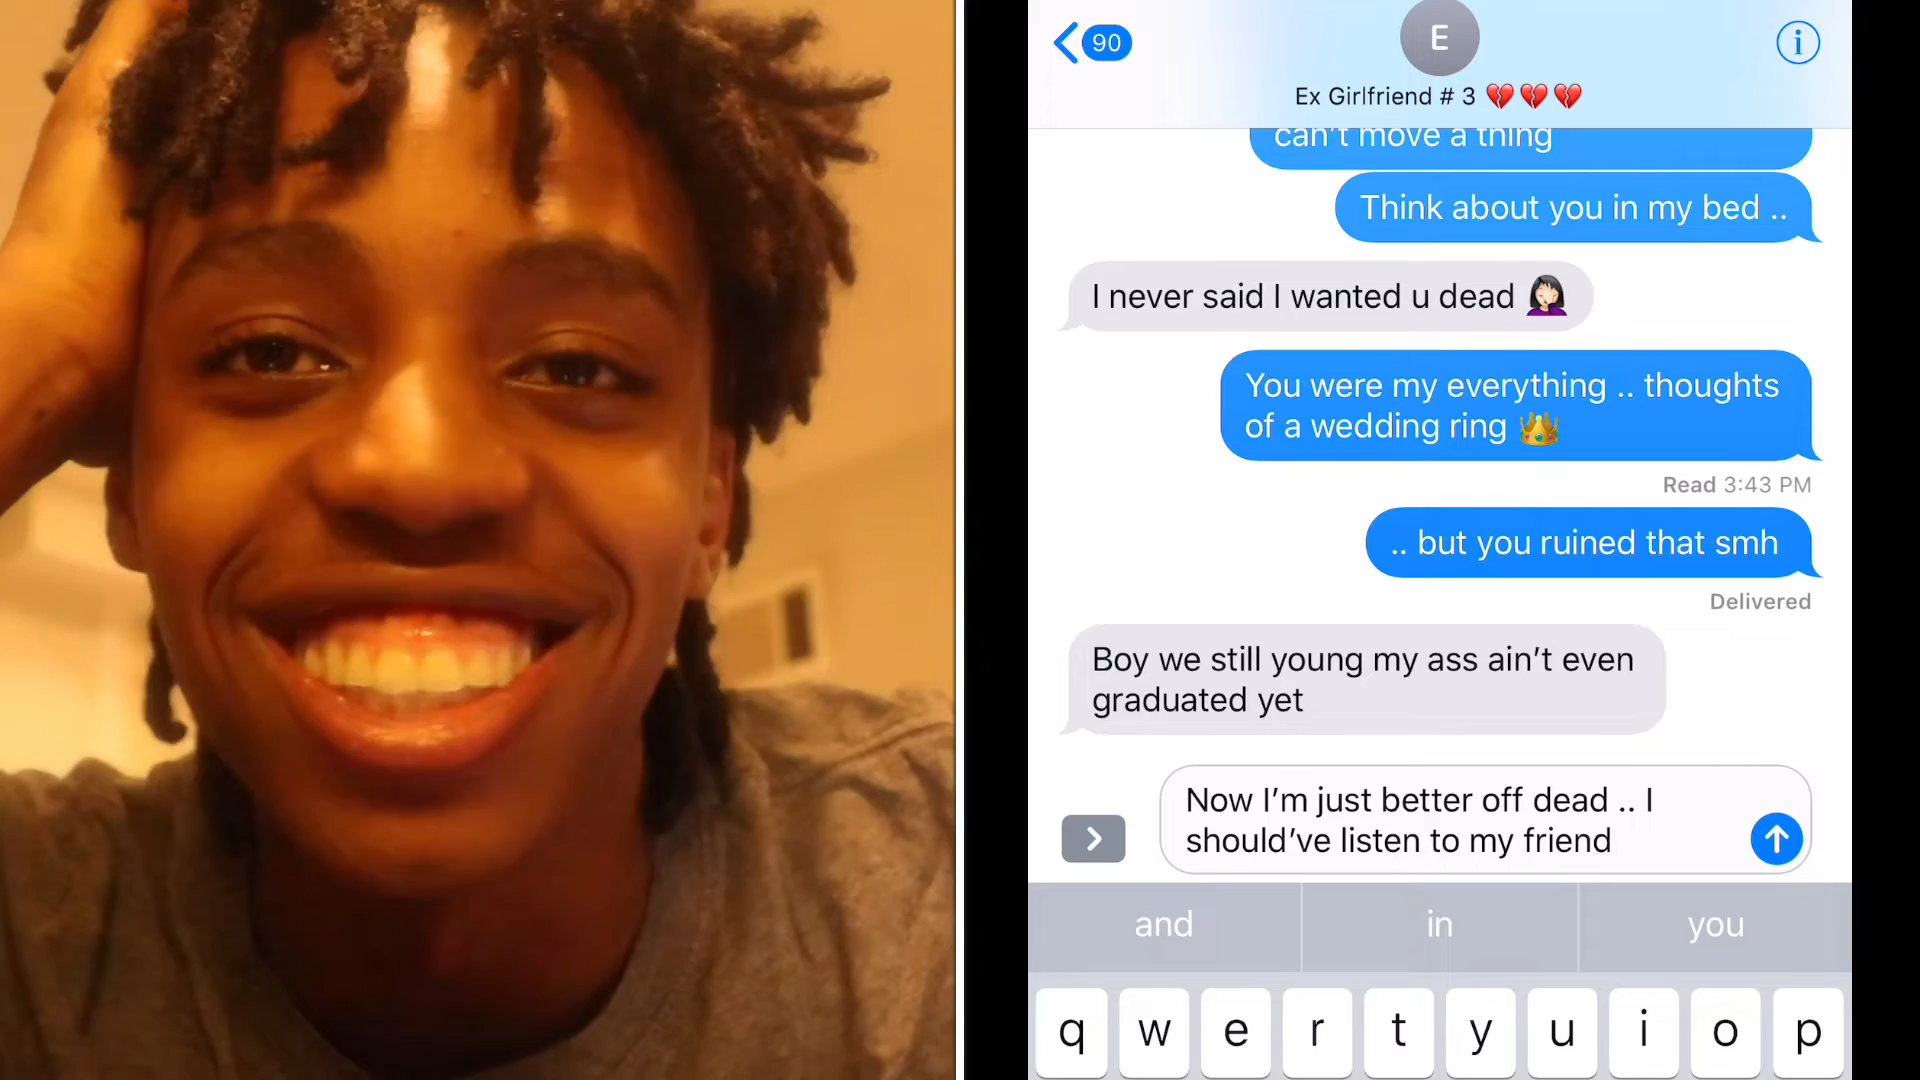 90
E
Ex Girlfriend # 3 💔💔💔
can't move a thing
Think about you in my bed ..
I never said I wanted u dead 🤦🏻‍♀️
You were my everything .. thoughts
of a wedding ring 👑
Read 3:43 PM
.. but you ruined that smh
Delivered
Boy we still young my ass ain't even
graduated yet
Now I'm just better off dead .. I
should've listen to my friend
and in you
q w e r t y u i o p